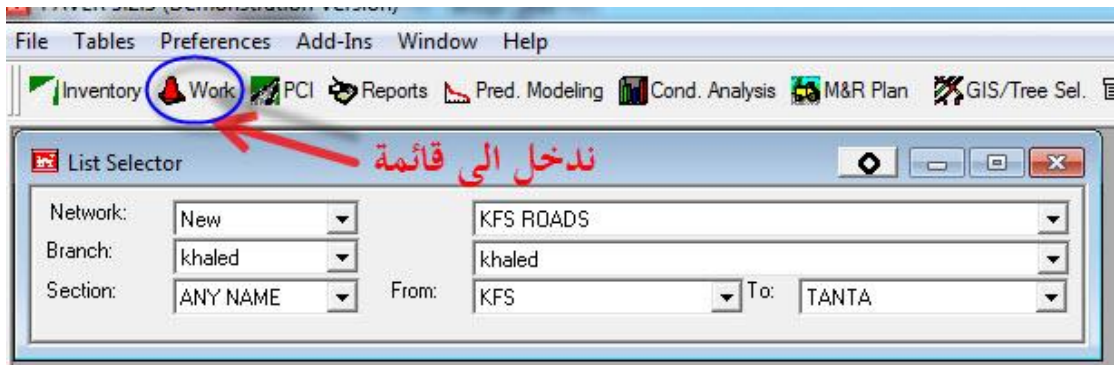 File Tables Preferences Add-Ins Window Help
Inventory Work PCI Reports Pred. Modeling Cond. Analysis M&R Plan GIS/Tree Sel.
List Selector ندخل الى قائمة
Network: New KFS ROADS
Branch: khaled khaled
Section: ANY NAME From: KFS To: TANTA